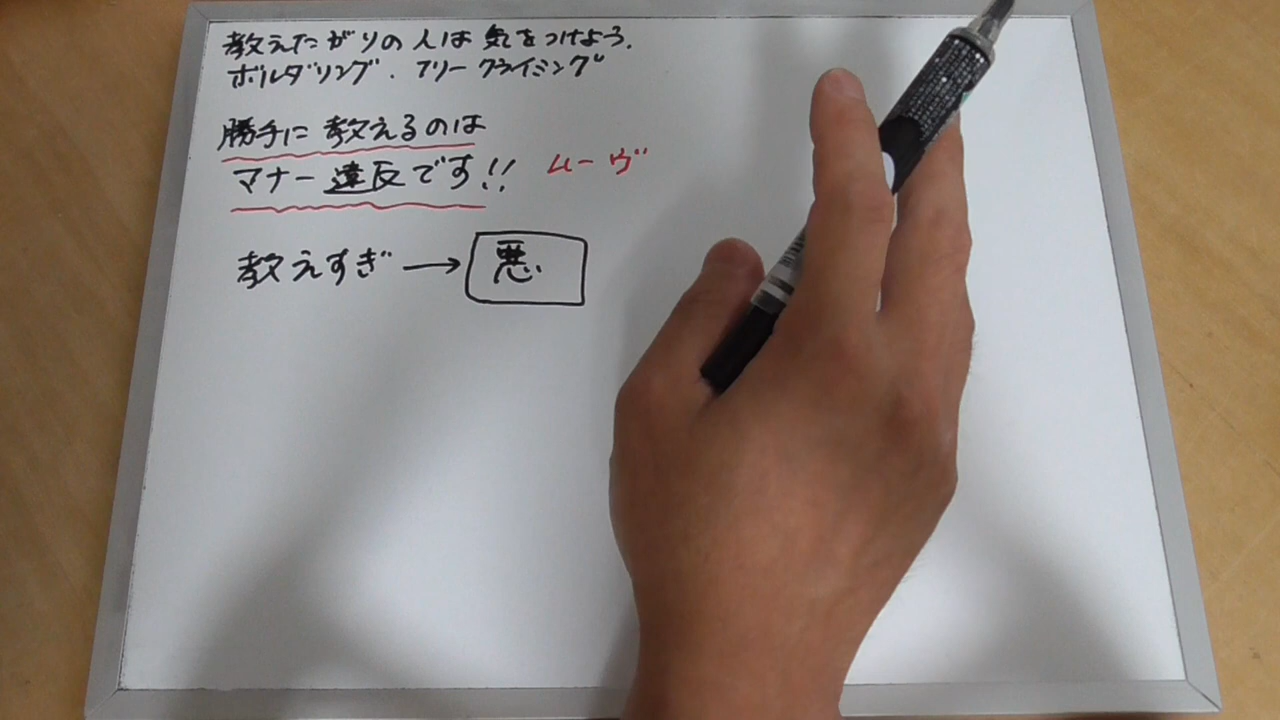 教えたがりの人は気をつけよう.
ボルダリング.フリークライミング
勝手に教えるのは
マナー違反です!! ムーヴ
教えすぎ→悪